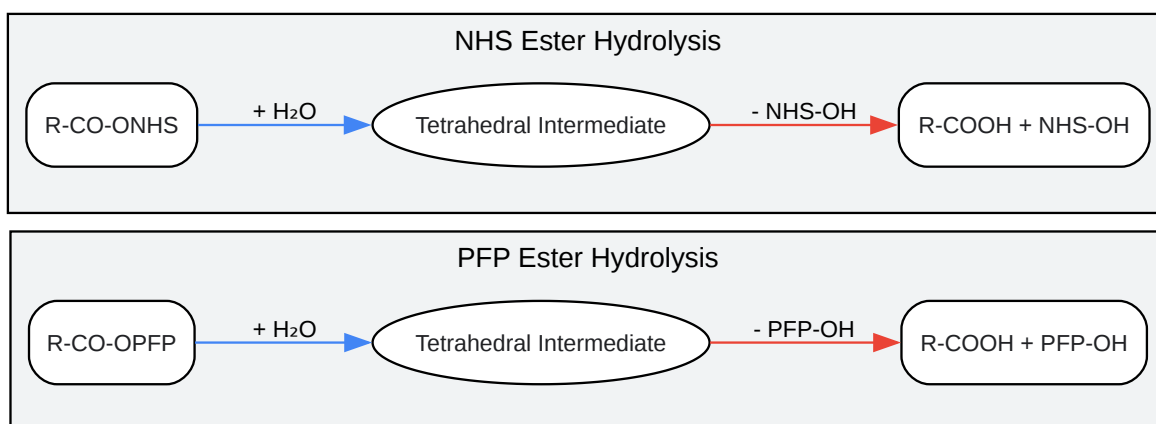 NHS Ester Hydrolysis
R-CO-ONHS
+ H₂O
Tetrahedral Intermediate
- NHS-OH
R-COOH + NHS-OH
PFP Ester Hydrolysis
R-CO-OPFP
+ H₂O
Tetrahedral Intermediate
- PFP-OH
R-COOH + PFP-OH